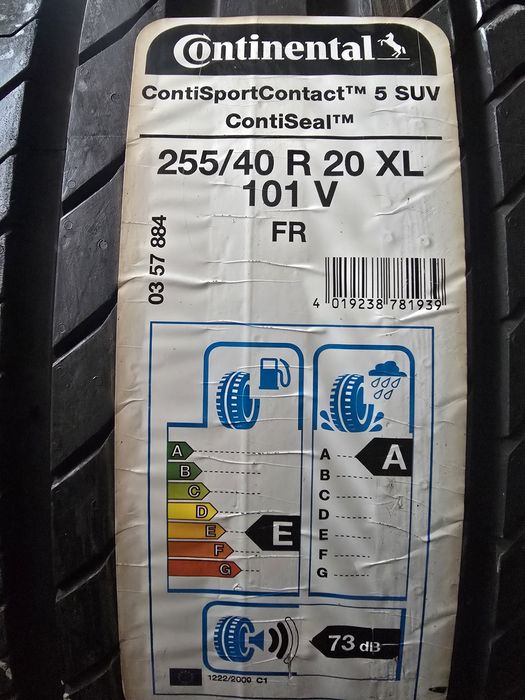 Continental
ContiSportContact™ 5 SUV
ContiSeal™
255/40 R 20 XL
101 V
FR
03 57 884
4 019238 781939
A
B
C
D
E
F
G
E
A
B
C
D
E
F
G
A
73 dB
1222/2009 C1